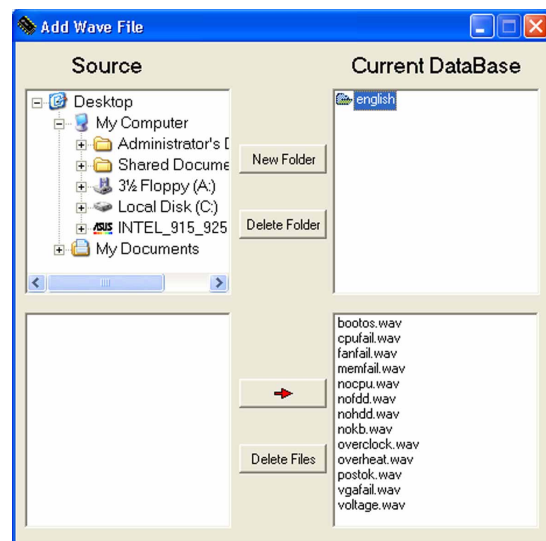 Add Wave File
Source
Current DataBase
Desktop
My Computer
Administrator's D
Shared Docume
3½ Floppy (A:)
Local Disk (C:)
ASUS INTEL_915_925
My Documents
New Folder
Delete Folder
english
Delete Files
bootos.wav
cpufail.wav
fanfail.wav
memfail.wav
nocpu.wav
nofdd.wav
nohdd.wav
nokb.wav
overclock.wav
overheat.wav
postok.wav
vgafail.wav
voltage.wav